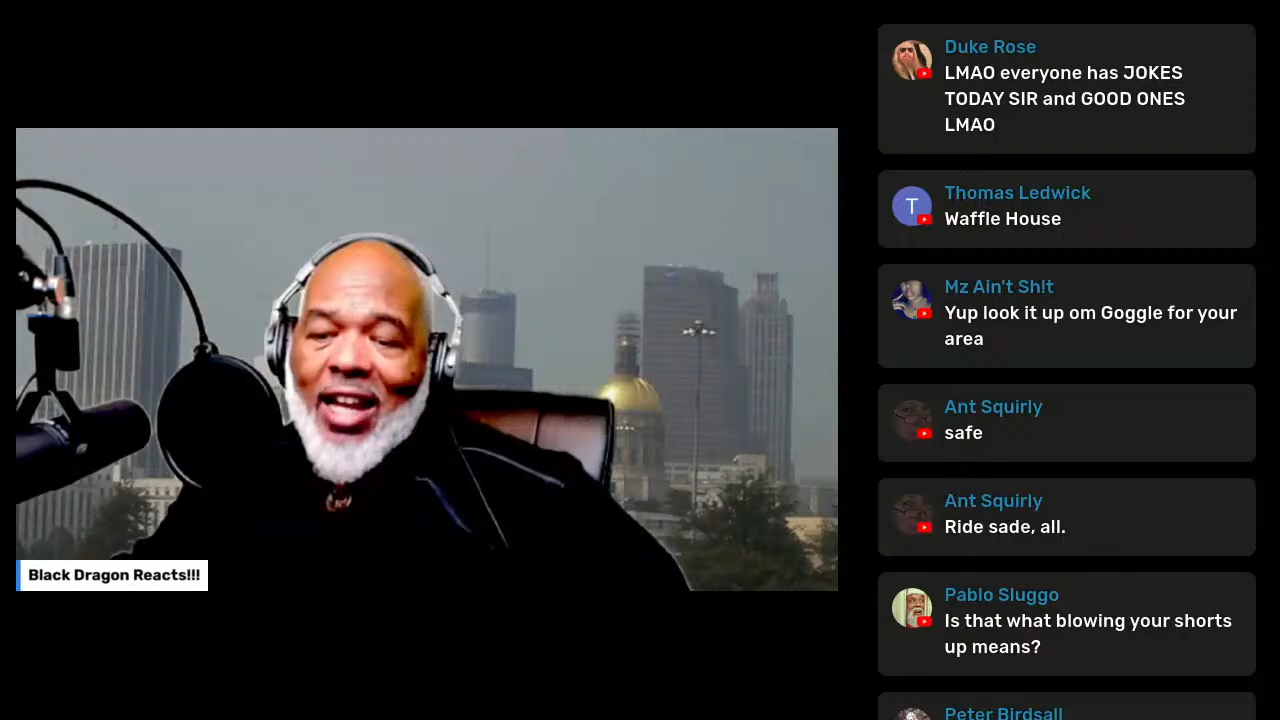 Duke Rose
LMAO everyone has JOKES
TODAY SIR and GOOD ONES
LMAO
T
Thomas Ledwick
Waffle House
Mz Ain't Sh!t
Yup look it up om Goggle for your
area
Ant Squirly
safe
Ant Squirly
Ride sade, all.
Pablo Sluggo
Is that what blowing your shorts
up means?
Peter Birdsall
Black Dragon Reacts!!!